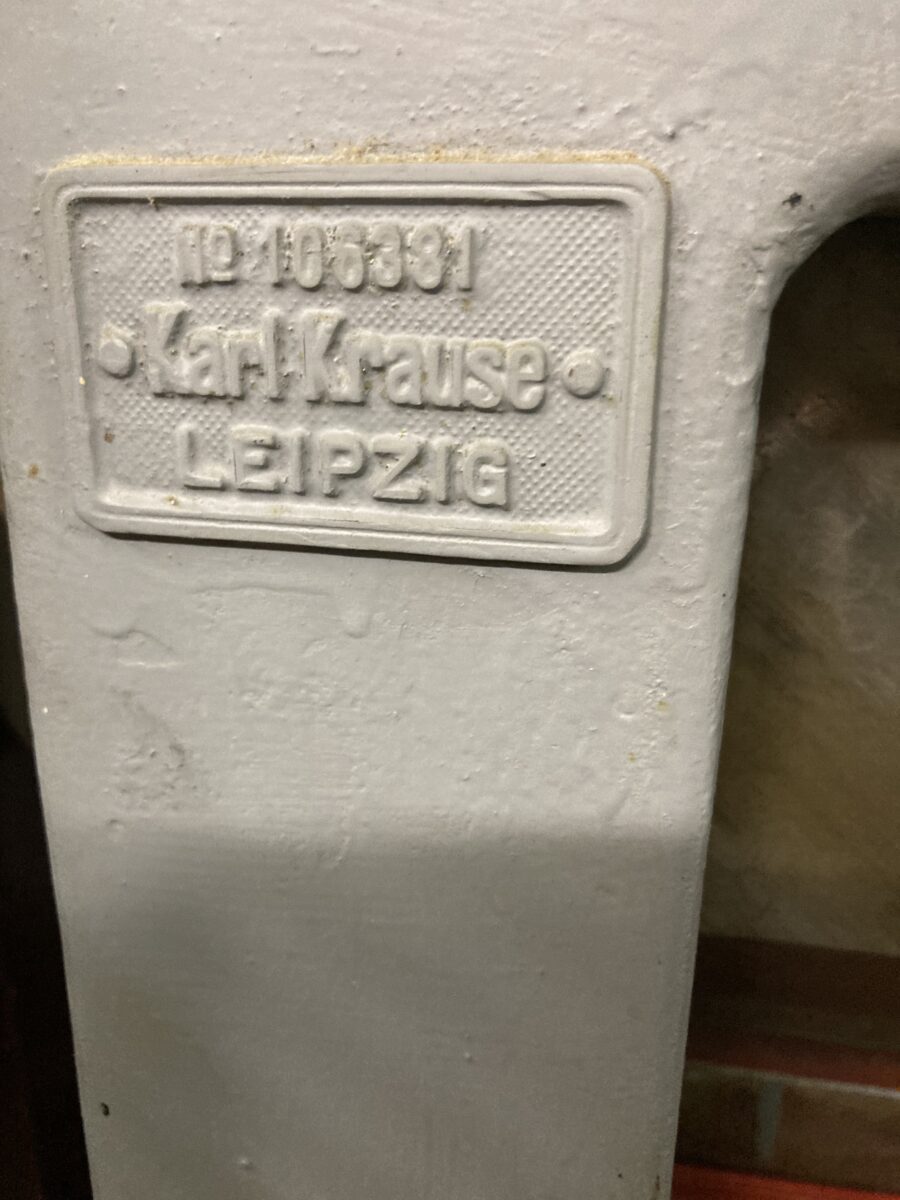 No 106381
Karl Krause
LEIPZIG